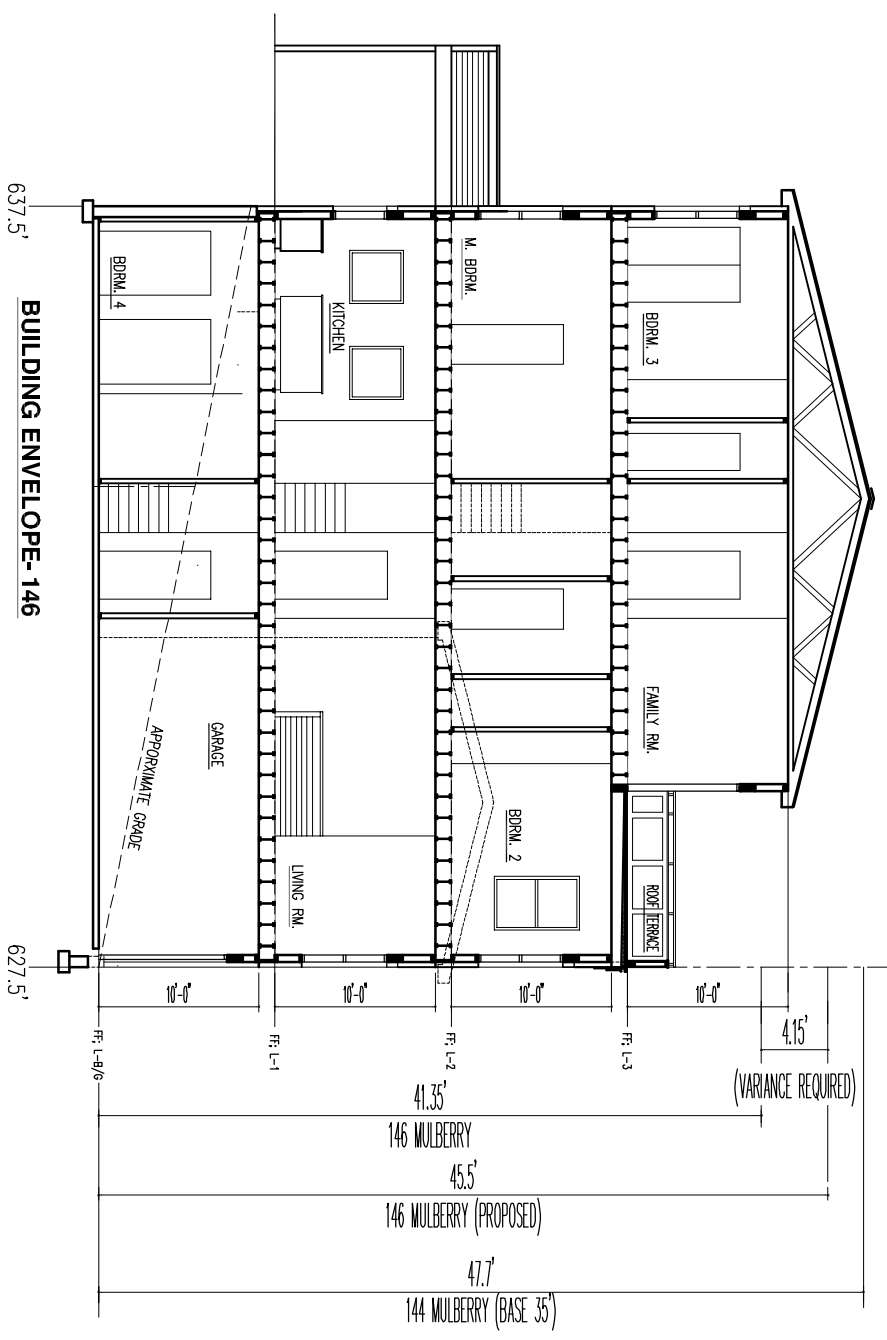 BDRM. 3
FAMILY RM.
ROOF TERRACE
M. BDRM.
BDRM. 2
KITCHEN
LIVING RM.
BDRM. 4
GARAGE
APPORXIMATE GRADE
10'-0"
10'-0"
10'-0"
10'-0"
FF; L-3
FF; L-2
FF; L-1
FF; L-B/G
4.15'
(VARIANCE REQUIRED)
41.35'
146 MULBERRY
45.5'
146 MULBERRY (PROPOSED)
47.7'
144 MULBERRY (BASE 35')
637.5'
627.5'
BUILDING ENVELOPE- 146